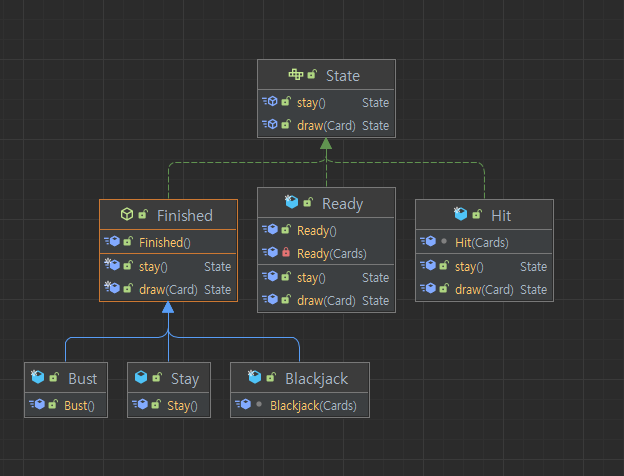 State
stay() State
draw(Card) State
Finished
Finished()
stay() State
draw(Card) State
Ready
Ready()
Ready(Cards)
stay() State
draw(Card) State
Hit
Hit(Cards)
stay() State
draw(Card) State
Bust
Bust()
Stay
Stay()
Blackjack
Blackjack(Cards)